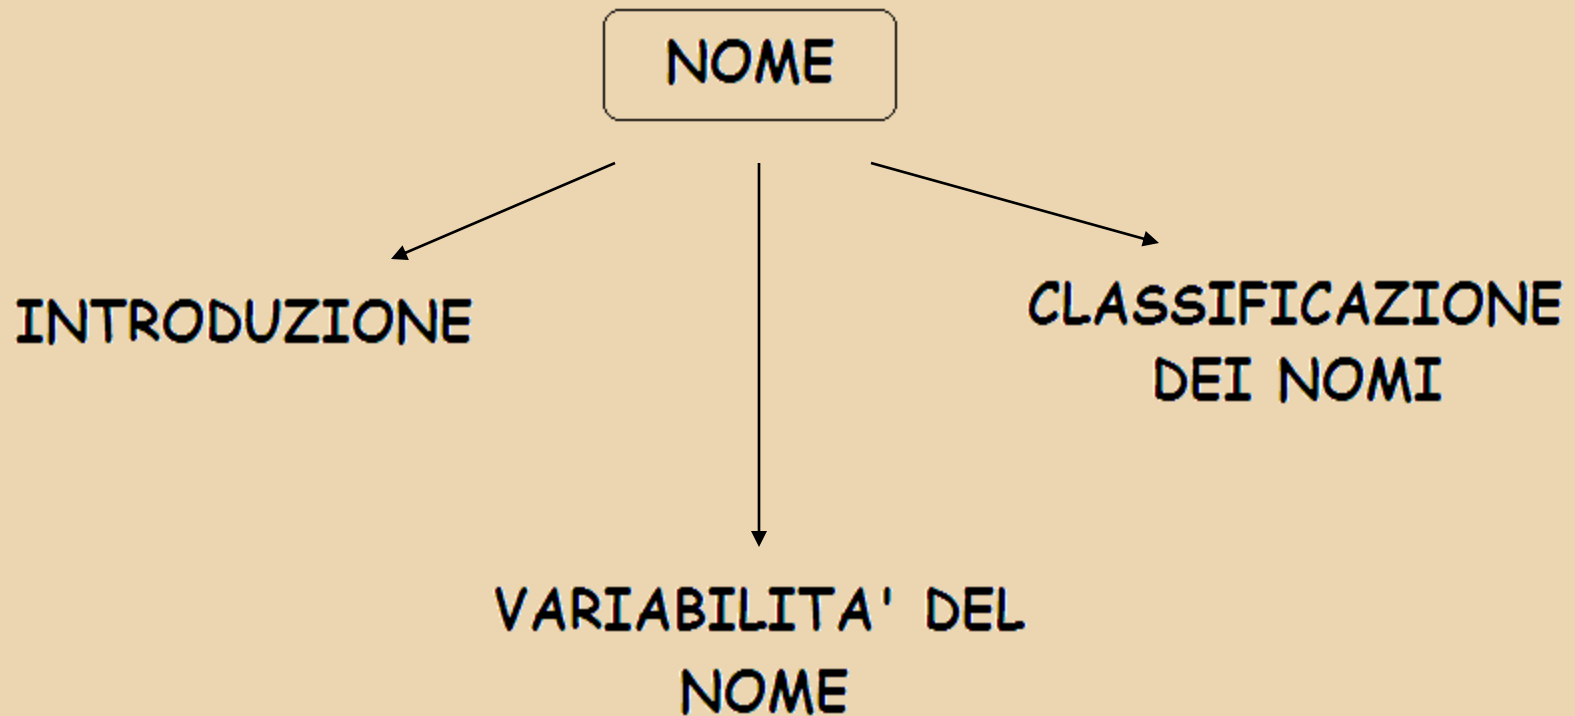 NOME
INTRODUZIONE
CLASSIFICAZIONE
DEI NOMI
VARIABILITA' DEL
NOME